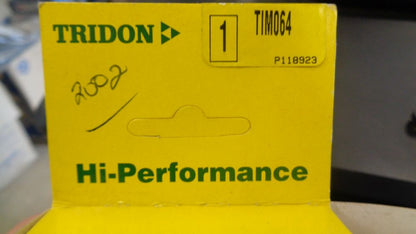 TRIDON
1
TIM064
P118923
2002
Hi-Performance